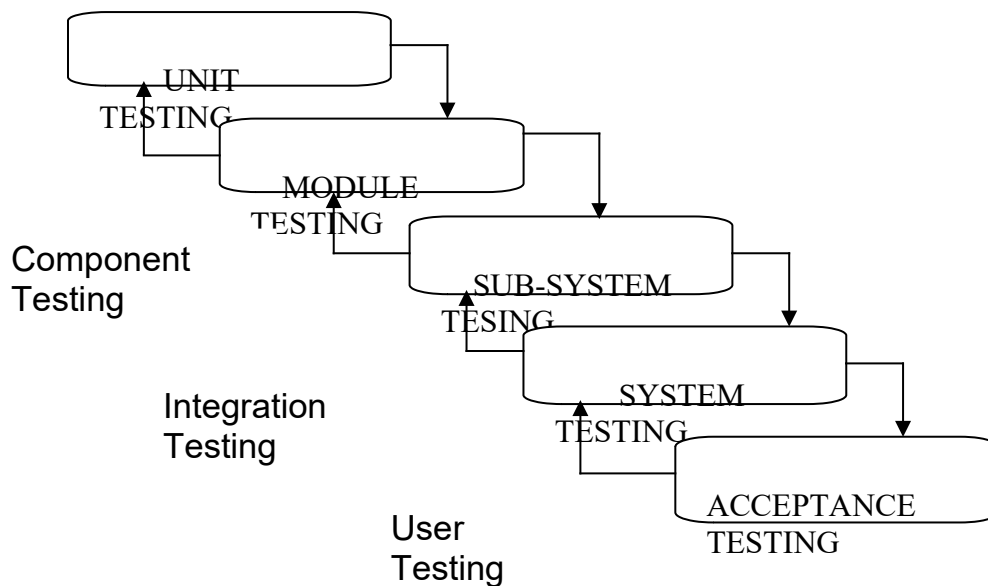 UNIT
TESTING
MODULE
TESTING
Component
Testing
SUB-SYSTEM
TESING
Integration
Testing
SYSTEM
TESTING
ACCEPTANCE
TESTING
User
Testing